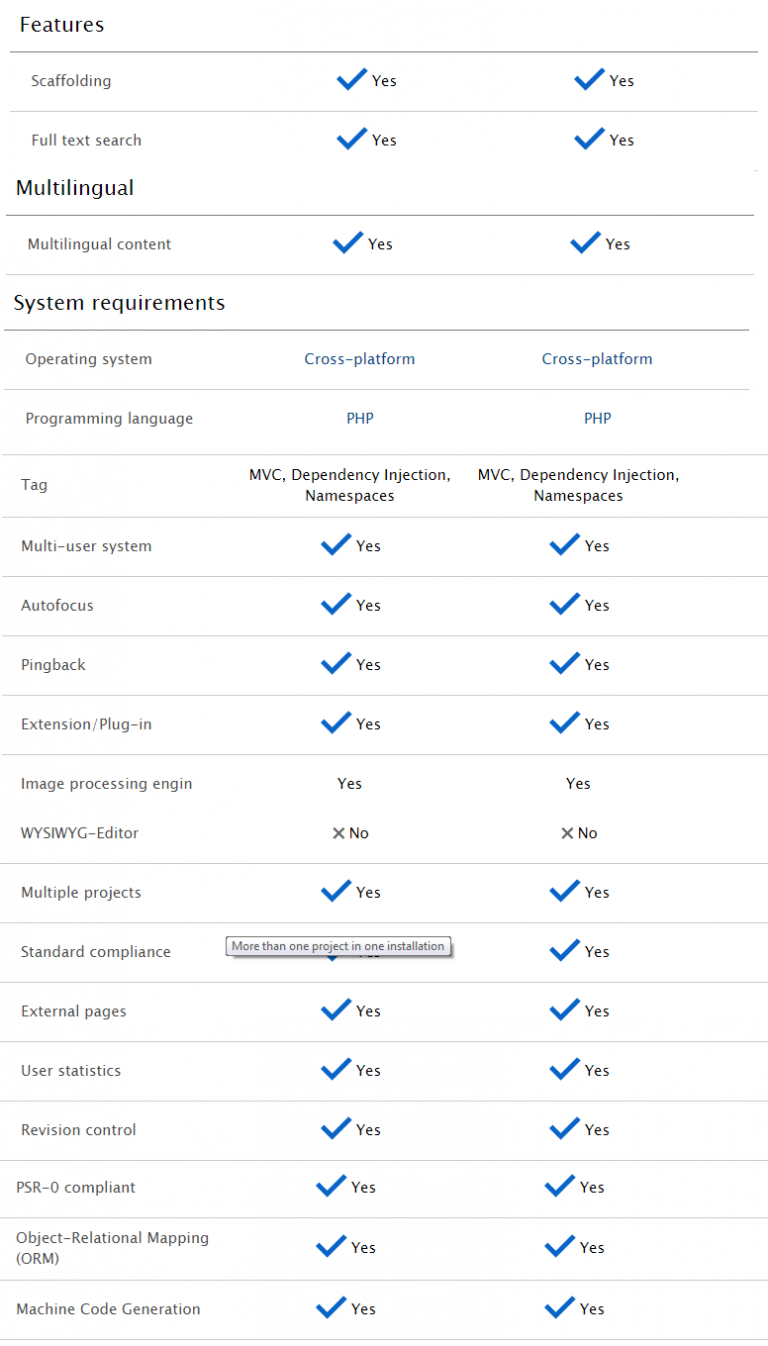 Features
Scaffolding Yes Yes
Full text search Yes Yes
Multilingual
Multilingual content Yes Yes
System requirements
Operating system Cross-platform Cross-platform
Programming language PHP PHP
MVC, Dependency Injection, MVC, Dependency Injection,
Tag
Namespaces Namespaces
Multi-user system Yes Yes
Autofocus Yes Yes
Pingback Yes Yes
Extension/Plug-in Yes Yes
Image processing engin Yes Yes
WYSIWYG-Editor No No
Multiple projects Yes Yes
More than one project in one installation
Standard compliance Yes
External pages Yes Yes
User statistics Yes Yes
Revision control Yes Yes
PSR-0 compliant Yes Yes
Object-Relational Mapping
(ORM) Yes Yes
Machine Code Generation Yes Yes